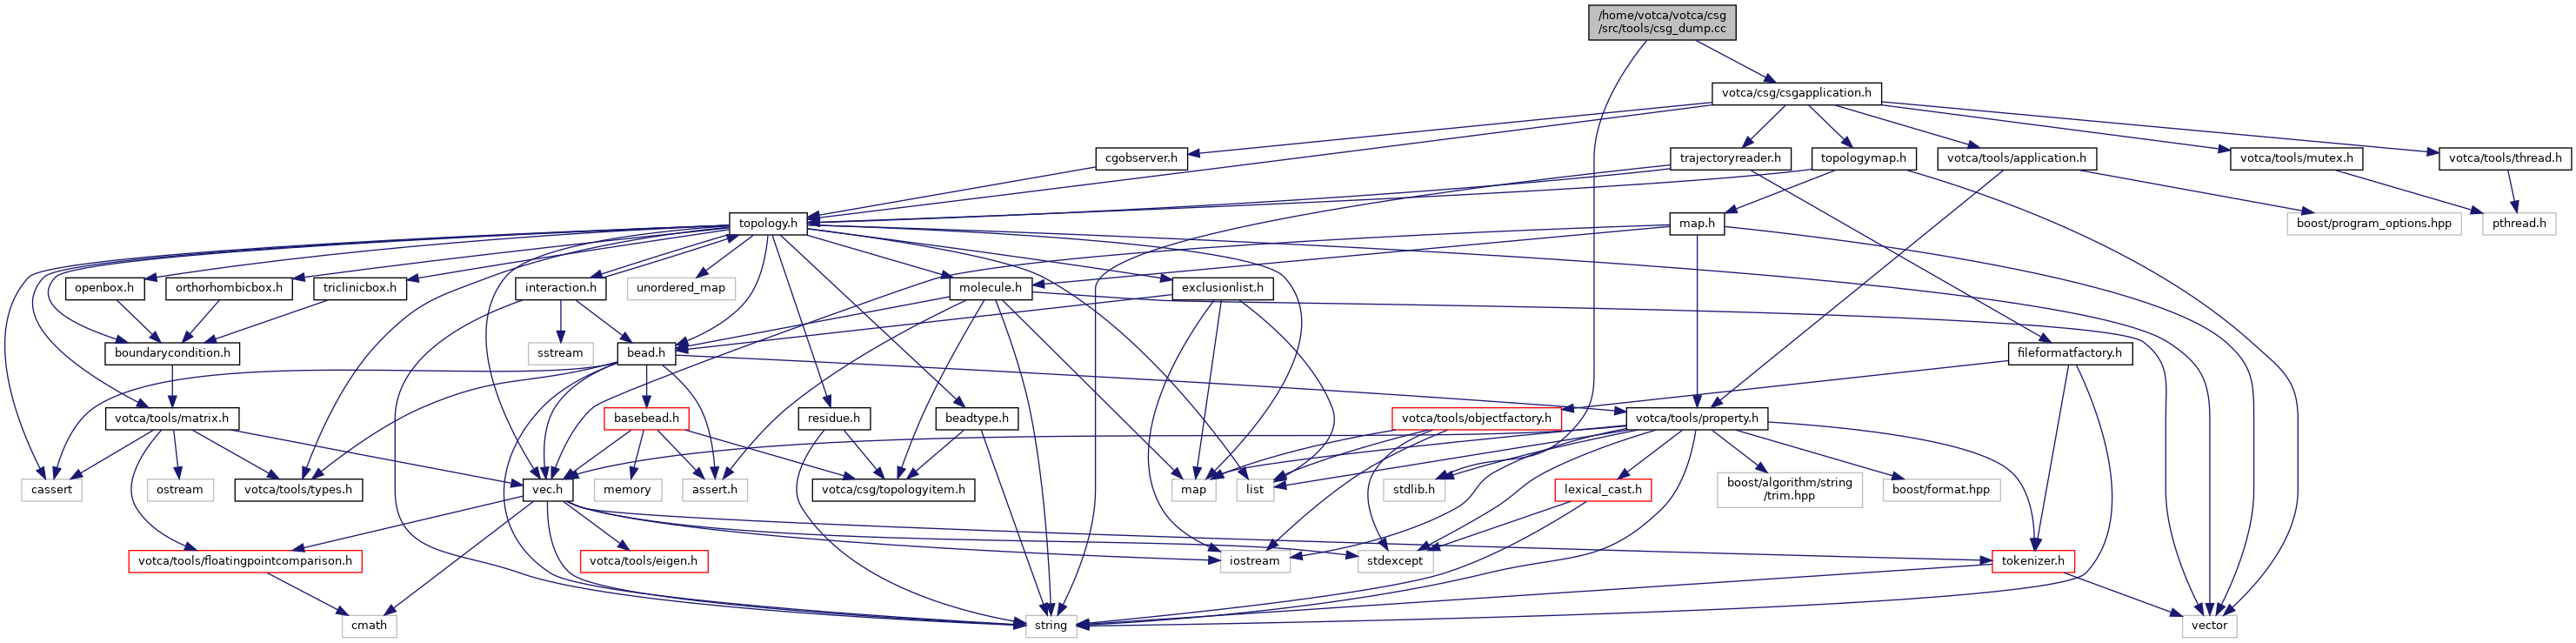 /home/votca/votca/csg
/src/tools/csg_dump.cc
votca/csg/csgapplication.h
cgobserver.h
trajectoryreader.h
topologymap.h
votca/tools/application.h
votca/tools/mutex.h
votca/tools/thread.h
topology.h
map.h
boost/program_options.hpp
pthread.h
openbox.h
orthorhombicbox.h
triclinicbox.h
interaction.h
unordered_map
molecule.h
exclusionlist.h
boundarycondition.h
sstream
bead.h
fileformatfactory.h
votca/tools/matrix.h
basebead.h
residue.h
beadtype.h
votca/tools/objectfactory.h
votca/tools/property.h
cassert
ostream
votca/tools/types.h
vec.h
memory
assert.h
votca/csg/topologyitem.h
map
list
stdlib.h
lexical_cast.h
boost/algorithm/string
/trim.hpp
boost/format.hpp
votca/tools/floatingpointcomparison.h
votca/tools/eigen.h
iostream
stdexcept
tokenizer.h
cmath
string
vector